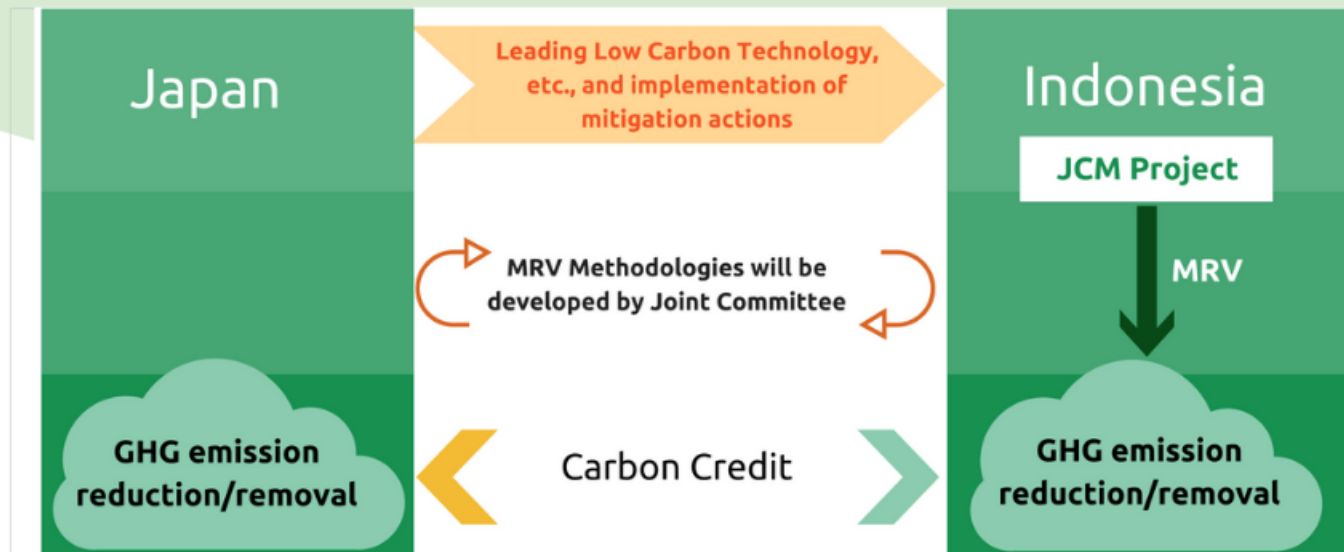 Japan
Leading Low Carbon Technology,
etc., and implementation of
mitigation actions
Indonesia
JCM Project
MRV Methodologies will be
developed by Joint Committee
MRV
GHG emission
reduction/removal
Carbon Credit
GHG emission
reduction/removal